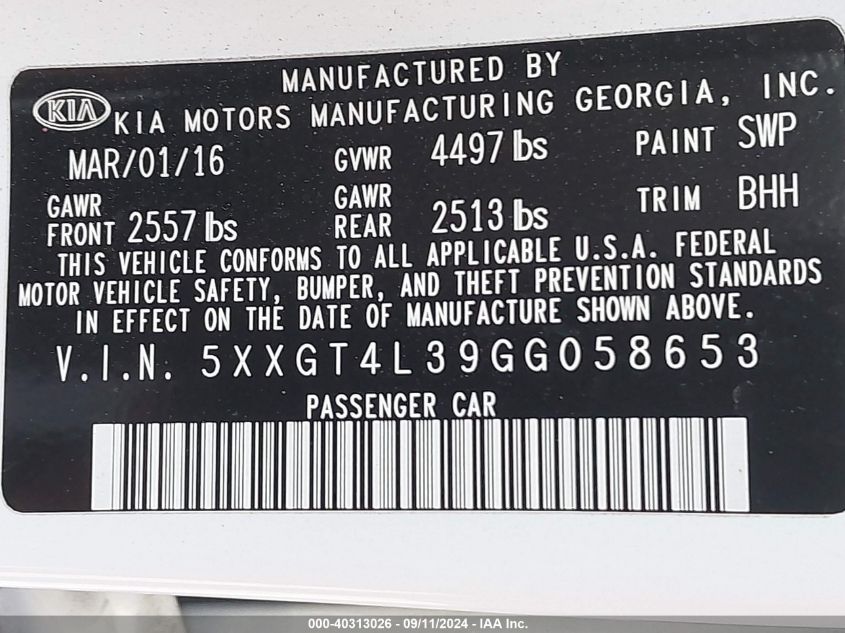 MANUFACTURED BY
KIA KIA MOTORS MANUFACTURING GEORGIA, INC.
MAR/01/16 GVWR 4497 lbs PAINT SWP
GAWR FRONT 2557 lbs GAWR REAR 2513 lbs TRIM BHH
THIS VEHICLE CONFORMS TO ALL APPLICABLE U.S.A. FEDERAL
MOTOR VEHICLE SAFETY, BUMPER, AND THEFT PREVENTION STANDARDS
IN EFFECT ON THE DATE OF MANUFACTURE SHOWN ABOVE.
V.I.N. 5XXGT4L39GG058653
PASSENGER CAR
000-40313026 - 09/11/2024 - IAA Inc.